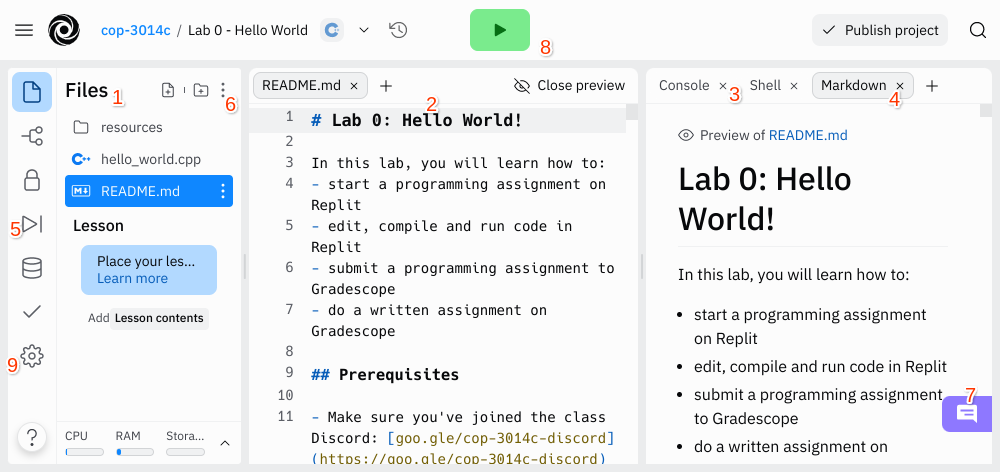 cop-3014c / Lab 0 - Hello World
Publish project
8
Files 1
6
resources
hello_world.cpp
README.md
5
Lesson
Place your les...
Learn more
Add Lesson contents
9
?
CPU RAM Stora...
README.md × +
Close preview
2
1 # Lab 0: Hello World!
2
3 In this lab, you will learn how to:
4 - start a programming assignment on
Replit
5 - edit, compile and run code in
Replit
6 - submit a programming assignment to
Gradescope
7 - do a written assignment on
Gradescope
8
9 ## Prerequisites
10
11 - Make sure you've joined the class
Discord: [goo.gle/cop-3014c-discord]
(https://goo.gle/cop-3014c-discord)
Console × 3 Shell × Markdown × +
4
Preview of README.md
Lab 0: Hello
World!
In this lab, you will learn how to:
• start a programming assignment
on Replit
• edit, compile and run code in Replit
• submit a programming assignment
to Gradescope
• do a written assignment on
7